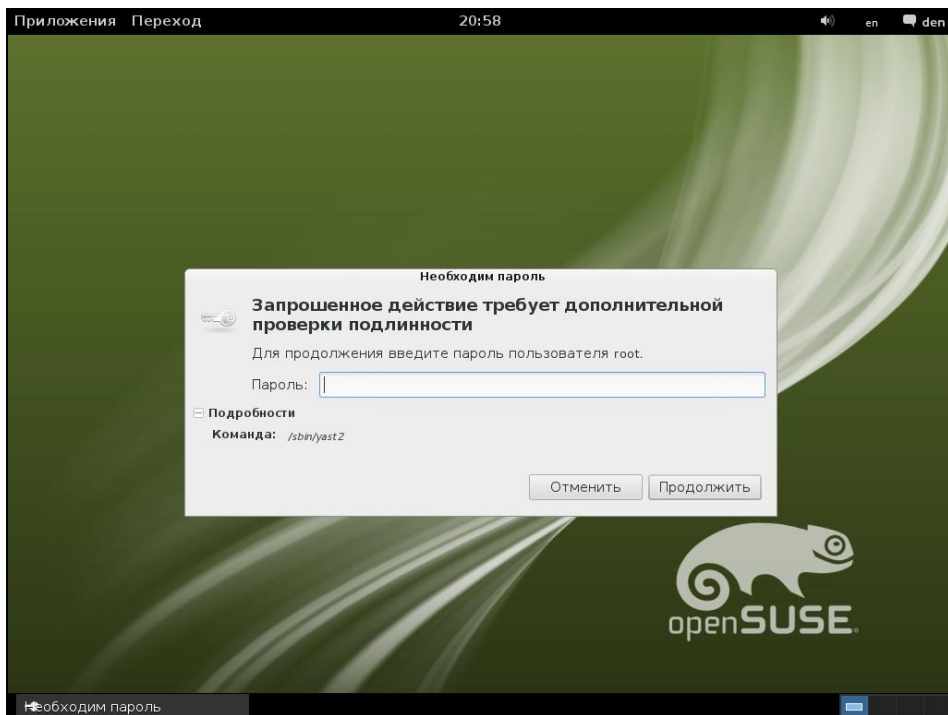 Приложения Переход 20:58 en den
Необходим пароль
Запрошенное действие требует дополнительной
проверки подлинности
Для продолжения введите пароль пользователя root.
Пароль:
Подробности
Команда: /sbin/yast2
Отменить Продолжить
openSUSE.
Необходим пароль